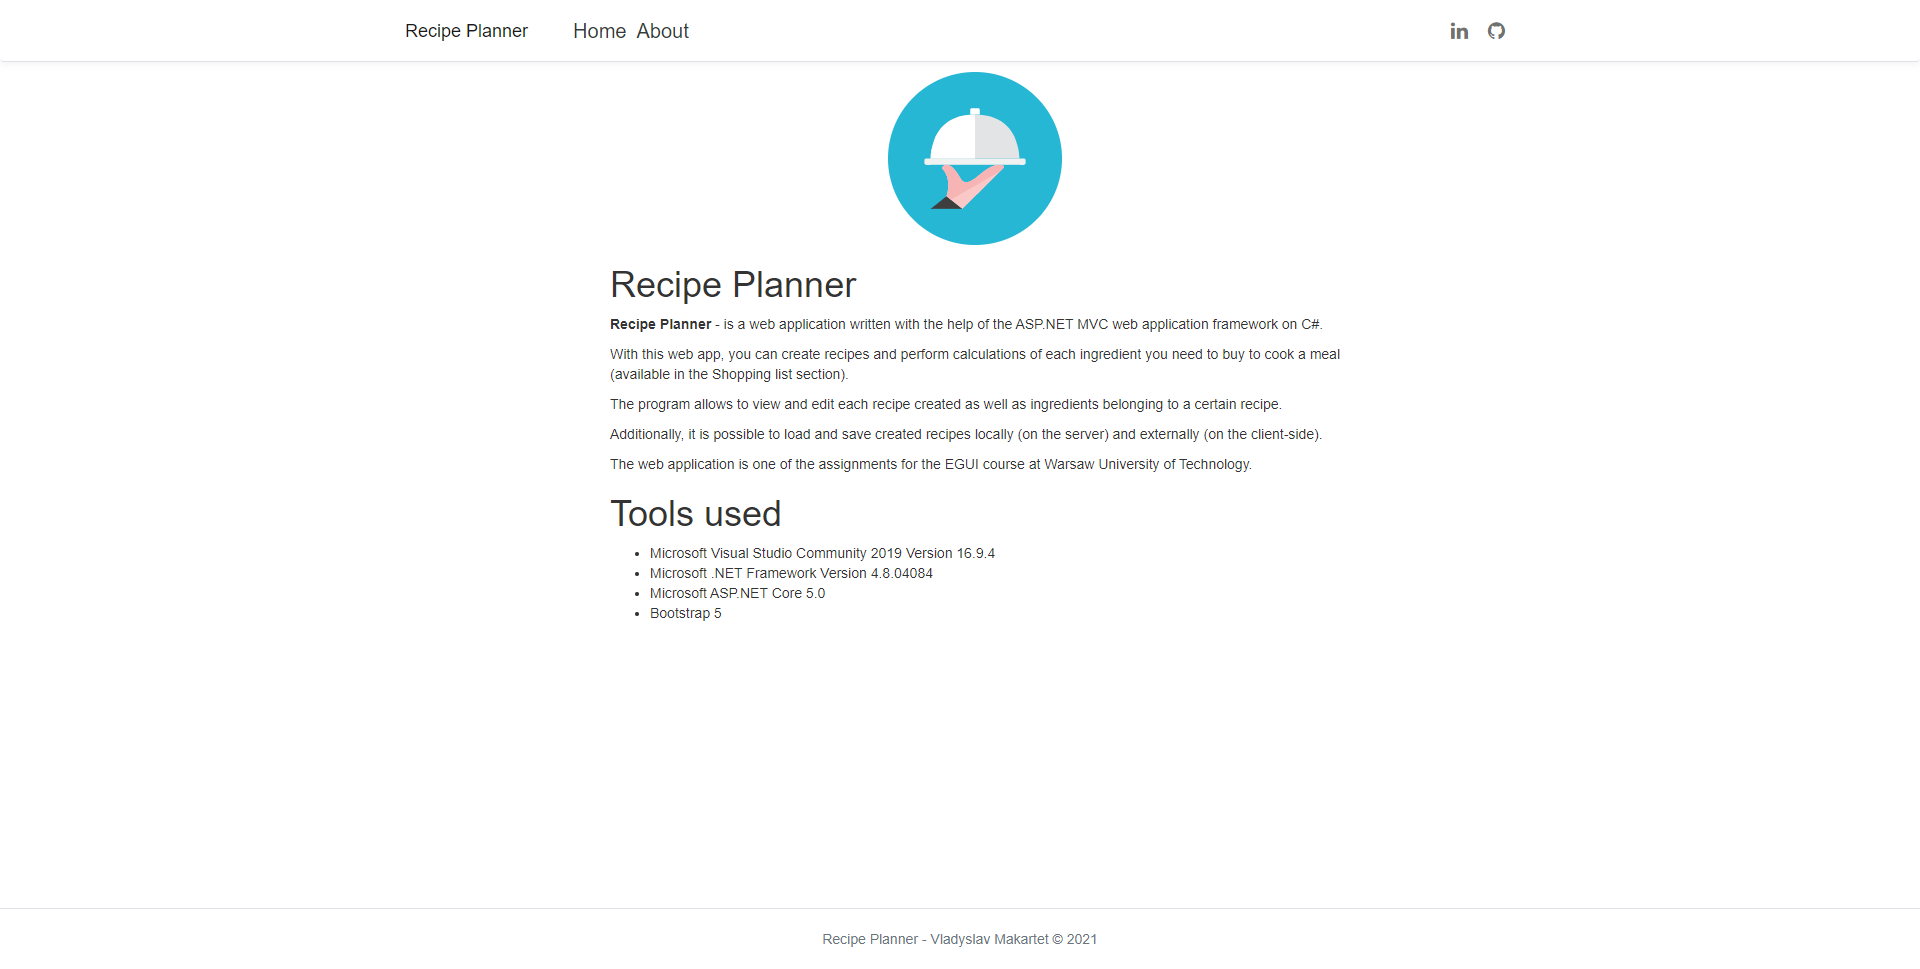 Recipe Planner Home About
Recipe Planner
Recipe Planner - is a web application written with the help of the ASP.NET MVC web application framework on C#.
With this web app, you can create recipes and perform calculations of each ingredient you need to buy to cook a meal
(available in the Shopping list section).
The program allows to view and edit each recipe created as well as ingredients belonging to a certain recipe.
Additionally, it is possible to load and save created recipes locally (on the server) and externally (on the client-side).
The web application is one of the assignments for the EGUI course at Warsaw University of Technology.
Tools used
• Microsoft Visual Studio Community 2019 Version 16.9.4
• Microsoft .NET Framework Version 4.8.04084
• Microsoft ASP.NET Core 5.0
• Bootstrap 5
Recipe Planner - Vladyslav Makartet © 2021